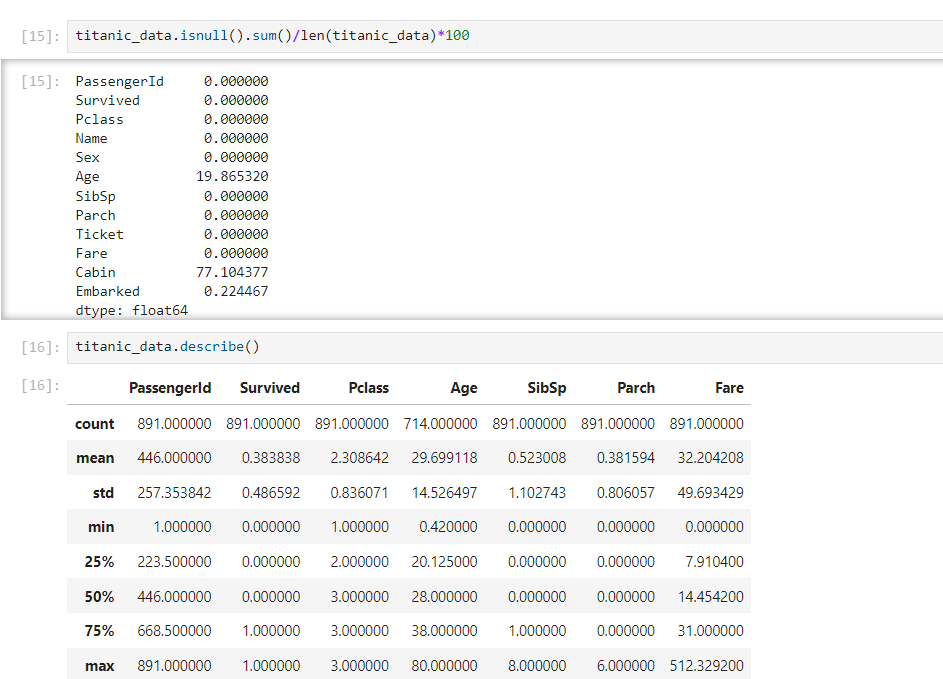 [15]: titanic_data.isnull().sum()/len(titanic_data)*100
[15]: PassengerId 0.000000
Survived 0.000000
Pclass 0.000000
Name 0.000000
Sex 0.000000
Age 19.865320
SibSp 0.000000
Parch 0.000000
Ticket 0.000000
Fare 0.000000
Cabin 77.104377
Embarked 0.224467
dtype: float64
[16]: titanic_data.describe()
[16]: PassengerId Survived Pclass Age SibSp Parch Fare
count 891.000000 891.000000 891.000000 714.000000 891.000000 891.000000 891.000000
mean 446.000000 0.383838 2.308642 29.699118 0.523008 0.381594 32.204208
std 257.353842 0.486592 0.836071 14.526497 1.102743 0.806057 49.693429
min 1.000000 0.000000 1.000000 0.420000 0.000000 0.000000 0.000000
25% 223.500000 0.000000 2.000000 20.125000 0.000000 0.000000 7.910400
50% 446.000000 0.000000 3.000000 28.000000 0.000000 0.000000 14.454200
75% 668.500000 1.000000 3.000000 38.000000 1.000000 0.000000 31.000000
max 891.000000 1.000000 3.000000 80.000000 8.000000 6.000000 512.329200